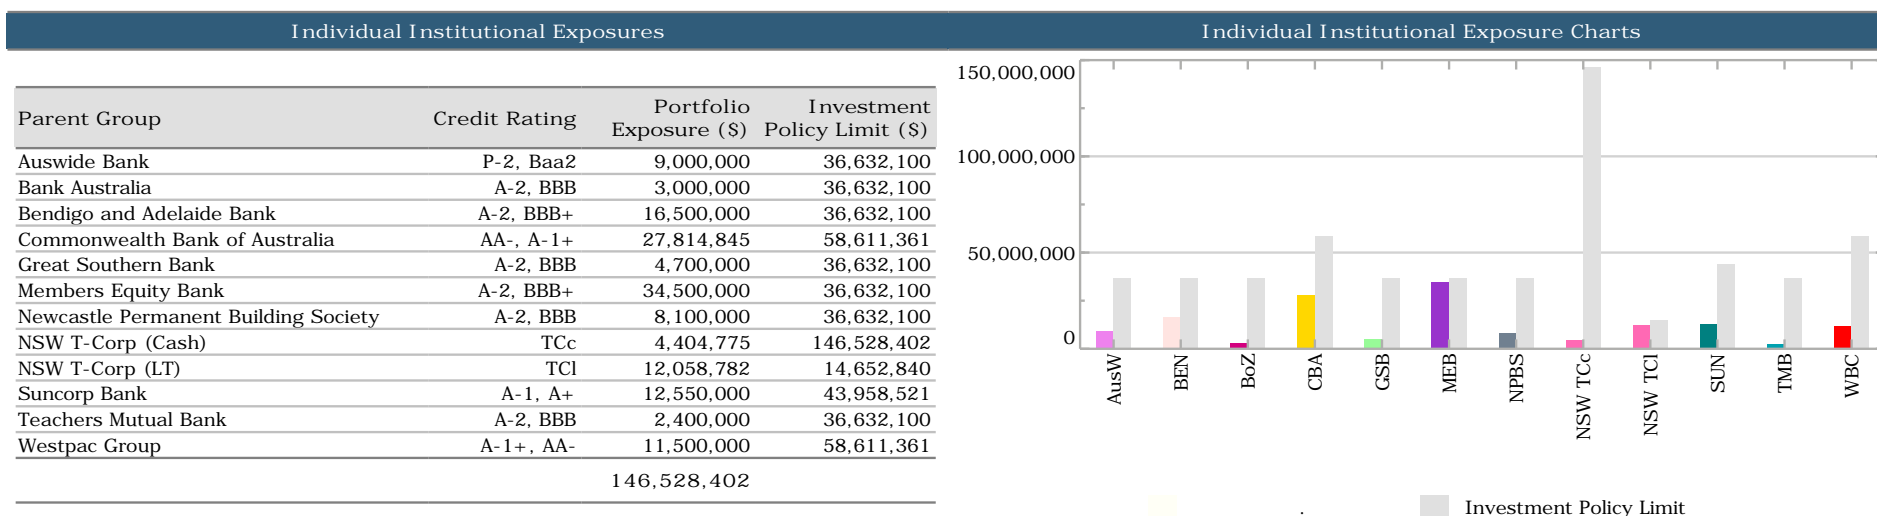 Individual Institutional Exposures
Individual Institutional Exposure Charts
Parent Group Credit Rating Portfolio Exposure ($) Investment Policy Limit ($)
Auswide Bank P-2, Baa2 9,000,000 36,632,100
Bank Australia A-2, BBB 3,000,000 36,632,100
Bendigo and Adelaide Bank A-2, BBB+ 16,500,000 36,632,100
Commonwealth Bank of Australia AA-, A-1+ 27,814,845 58,611,361
Great Southern Bank A-2, BBB 4,700,000 36,632,100
Members Equity Bank A-2, BBB+ 34,500,000 36,632,100
Newcastle Permanent Building Society A-2, BBB 8,100,000 36,632,100
NSW T-Corp (Cash) TCc 4,404,775 146,528,402
NSW T-Corp (LT) TCl 12,058,782 14,652,840
Suncorp Bank A-1, A+ 12,550,000 43,958,521
Teachers Mutual Bank A-2, BBB 2,400,000 36,632,100
Westpac Group A-1+, AA- 11,500,000 58,611,361
146,528,402
150,000,000
100,000,000
50,000,000
0
AusW
BEN
BoZ
CBA
GSB
MEB
NPBS
NSW TCc
NSW TCl
SUN
TMB
WBC
Investment Policy Limit